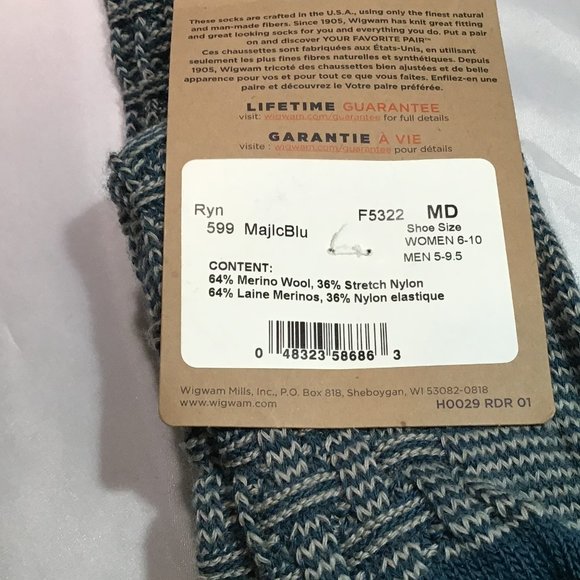 These socks are crafted in the U.S.A., using only the finest natural
and man-made fibers. Since 1905, Wigwam has knit great fitting
and great looking socks for you and everything you do. Put a pair
on and discover YOUR FAVORITE PAIR™
Ces chaussettes sont fabriquées aux États-Unis, en utilisant
seulement les plus fines fibres naturelles et synthétiques. Depuis
1905, Wigwam tricoté des chaussettes bien ajustées et de belle
apparence pour vos et pour tout ce que vous faites. Enfilez-en une
paire et découvrez le Votre paire préférée.
LIFETIME GUARANTEE
visit: wigwam.com/guarantee for full details
GARANTIE À VIE
visite : wigwam.com/guarantee pour détails
Ryn F5322 MD
599 MajlcBlu Shoe Size
WOMEN 6-10
MEN 5-9.5
CONTENT:
64% Merino Wool, 36% Stretch Nylon
64% Laine Merinos, 36% Nylon elastique
0 48323 58686 3
Wigwam Mills, Inc., P.O. Box 818, Sheboygan, WI 53082-0818
www.wigwam.com H0029 RDR 01